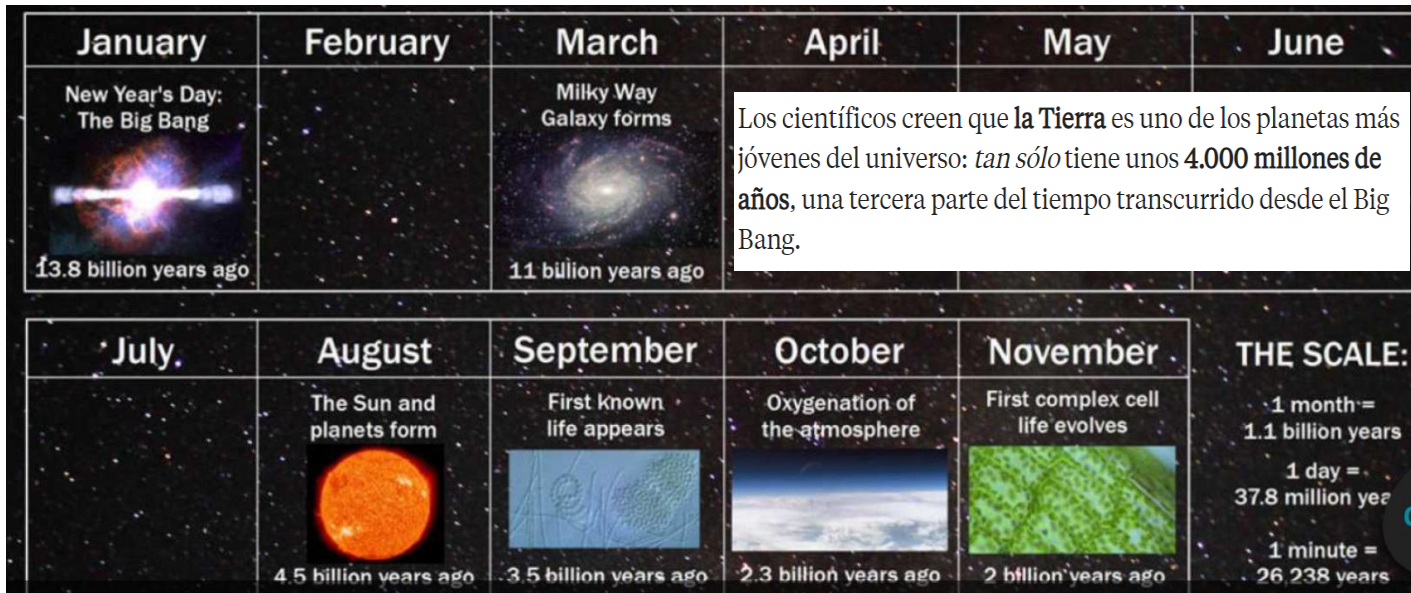 January February March April May June
New Year's Day:
The Big Bang
13.8 billion years ago
Milky Way
Galaxy forms
11 billion years ago
Los científicos creen que la Tierra es uno de los planetas más
jóvenes del universo: tan sólo tiene unos 4.000 millones de
años, una tercera parte del tiempo transcurrido desde el Big
Bang.
July August September October November
The Sun and
planets form
4.5 billion years ago
First known
life appears
3.5 billion years ago
Oxygenation of
the atmosphere
2.3 billion years ago
First complex cell
life evolves
2 billion years ago
THE SCALE:
1 month =
1.1 billion years
1 day =
37.8 million
1 minute =
26,238 years